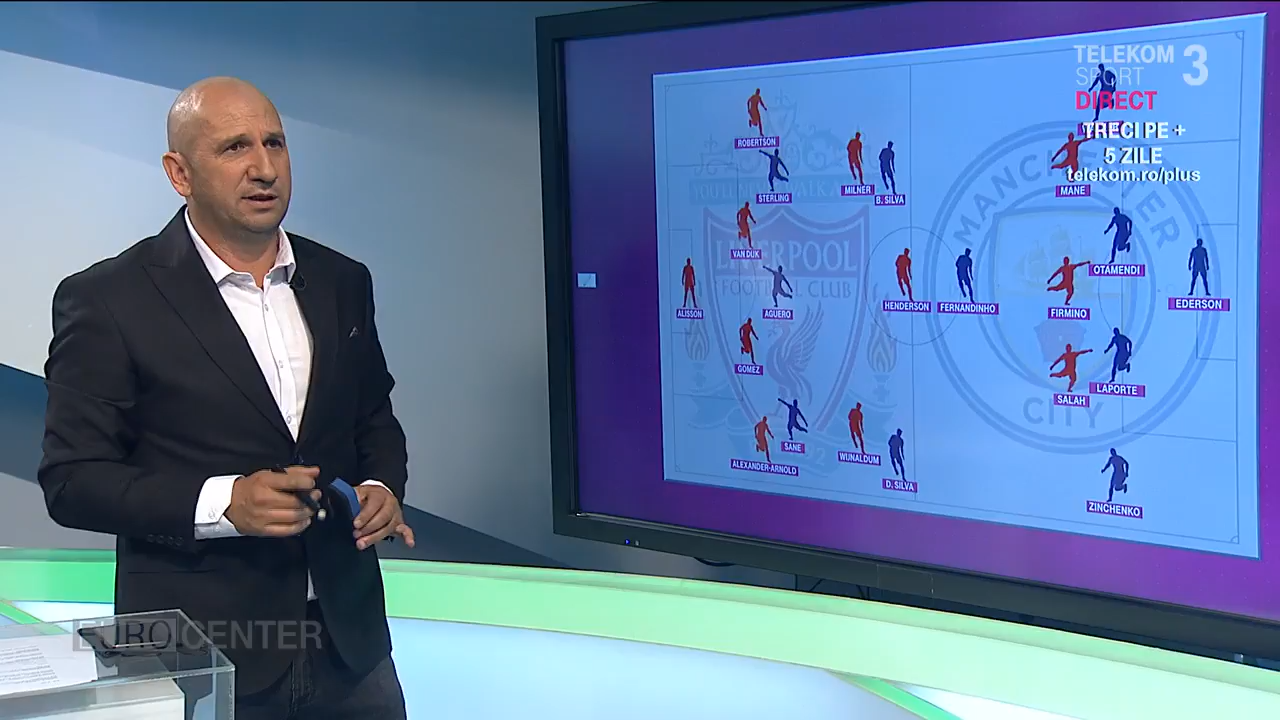 TELEKOM
SPORT
3
DIRECT
TRECI PE +
5 ZILE
telekom.ro/plus
ROBERTSON
STERLING
MILNER
B. SILVA
MANE
VAN DIJK
LIVERPOOL
FOOTBALL CLUB
MANCHESTER
CITY
OTAMENDI
ALISSON
AGUERO
HENDERSON
FERNANDINHO
FIRMINO
EDERSON
GOMEZ
SALAH
LAPORTE
SANE
ALEXANDER-ARNOLD
WIJNALDUM
D. SILVA
ZINCHENKO
EURO CENTER